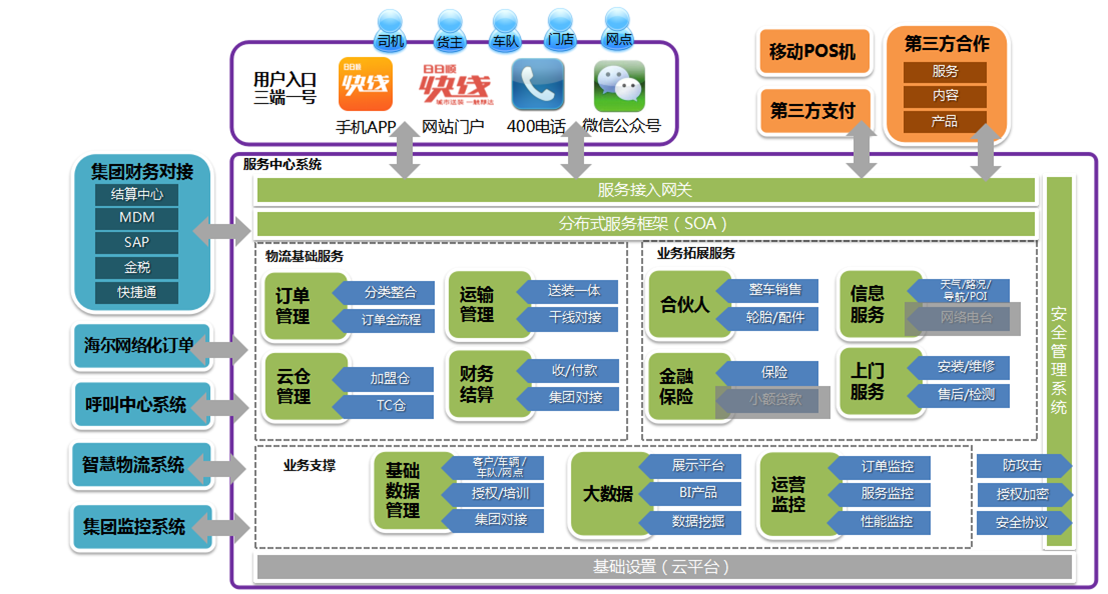 司机
货主
车队
门店
网点
用户入口
三端一号
日日顺
快线
手机APP
日日顺
快线
城市送装 一触即达
网站门户
400电话
微信公众号
移动POS机
第三方支付
第三方合作
服务
内容
产品
集团财务对接
结算中心
MDM
SAP
金税
快捷通
海尔网络化订单
呼叫中心系统
智慧物流系统
集团监控系统
服务中心系统
服务接入网关
分布式服务框架（SOA）
物流基础服务
订单
管理
分类整合
订单全流程
运输
管理
送装一体
干线对接
云仓
管理
加盟仓
TC仓
财务
结算
收/付款
集团对接
业务拓展服务
合伙人
整车销售
轮胎/配件
信息
服务
天气/路况/
导航/POI
网络电台
金融
保险
保险
小额贷款
上门
服务
安装/维修
售后/检测
业务支撑
基础
数据
管理
客户/车辆/
车队/网点
授权/培训
集团对接
大数据
展示平台
BI产品
数据挖掘
运营
监控
订单监控
服务监控
性能监控
安全管理系统
防攻击
授权加密
安全协议
基础设置（云平台）